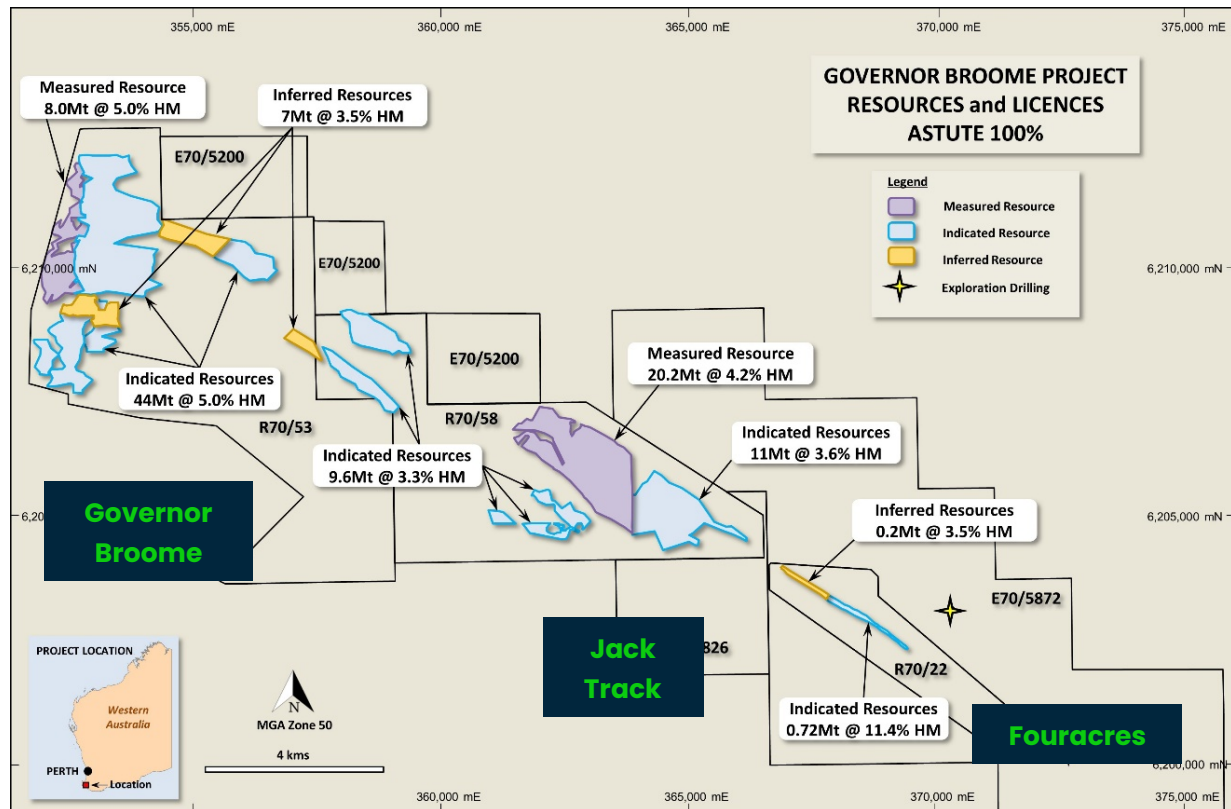 355,000 mE
360,000 mE
365,000 mE
370,000 mE
375,000 mE
GOVERNOR BROOME PROJECT
RESOURCES and LICENCES
ASTUTE 100%
Measured Resource
8.0Mt @ 5.0% HM
Inferred Resources
7Mt @ 3.5% HM
E70/5200
Legend
Measured Resource
Indicated Resource
Inferred Resource
Exploration Drilling
6,210,000 mN
E70/5200
6,210,000 mN
E70/5200
Measured Resource
20.2Mt @ 4.2% HM
Indicated Resources
44Mt @ 5.0% HM
R70/53
R70/58
Indicated Resources
11Mt @ 3.6% HM
Indicated Resources
9.6Mt @ 3.3% HM
Governor
Broome
6,20
6,205,000 mN
Inferred Resources
0.2Mt @ 3.5% HM
E70/5872
Jack
Track
826
R70/22
Indicated Resources
0.72Mt @ 11.4% HM
Fouracres
PROJECT LOCATION
Western
Australia
PERTH
Location
N
MGA Zone 50
4 kms
6,200,000 mN
360,000 mE
365,000 mE
370,000 mE
375,000 mE